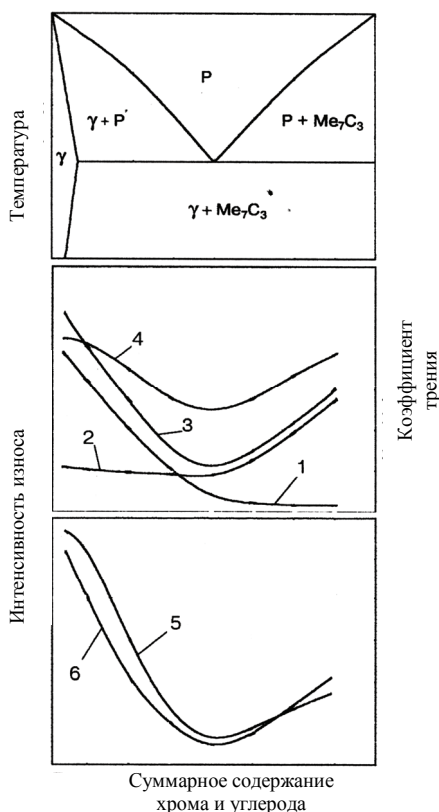 Температура
P
γ + P
P + Me₇C₃
γ
γ + Me₇C₃
Интенсивность износа
Коэффициент
трения
4
3
2
1
5
6
Суммарное содержание
хрома и углерода